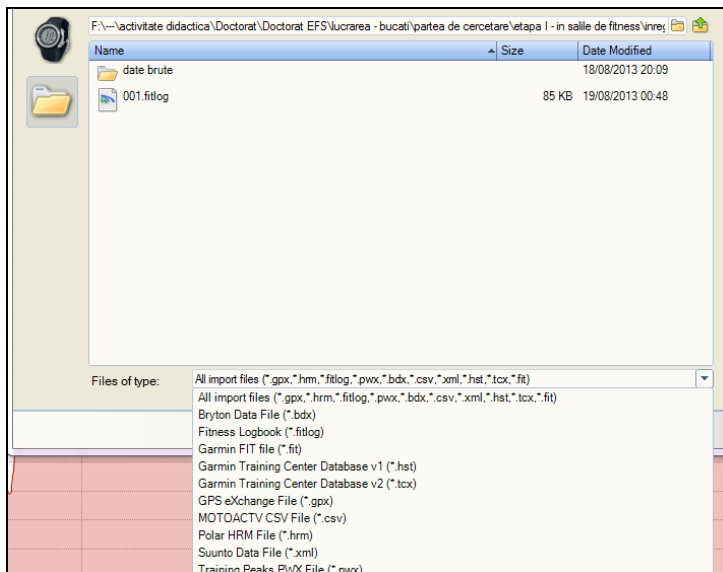 F:\---\activitate didactica\Doctorat\Doctorat EFS\lucrarea - bucati\partea de cercetare\etapa I - in salile de fitness\inreg
Name Size Date Modified
date brute 18/08/2013 20:09
001.fitlog 85 KB 19/08/2013 00:48
Files of type: All import files (*.gpx,*.hrm,*.fitlog,*.pwx,*.bdx,*.csv,*.xml,*.hst,*.tcx,*.fit)
All import files (*.gpx,*.hrm,*.fitlog,*.pwx,*.bdx,*.csv,*.xml,*.hst,*.tcx,*.fit)
Bryton Data File (*.bdx)
Fitness Logbook (*.fitlog)
Garmin FIT file (*.fit)
Garmin Training Center Database v1 (*.hst)
Garmin Training Center Database v2 (*.tcx)
GPS eXchange File (*.gpx)
MOTOACTV CSV File (*.csv)
Polar HRM File (*.hrm)
Suunto Data File (*.xml)
Training Peaks PWX File (*.pwx)